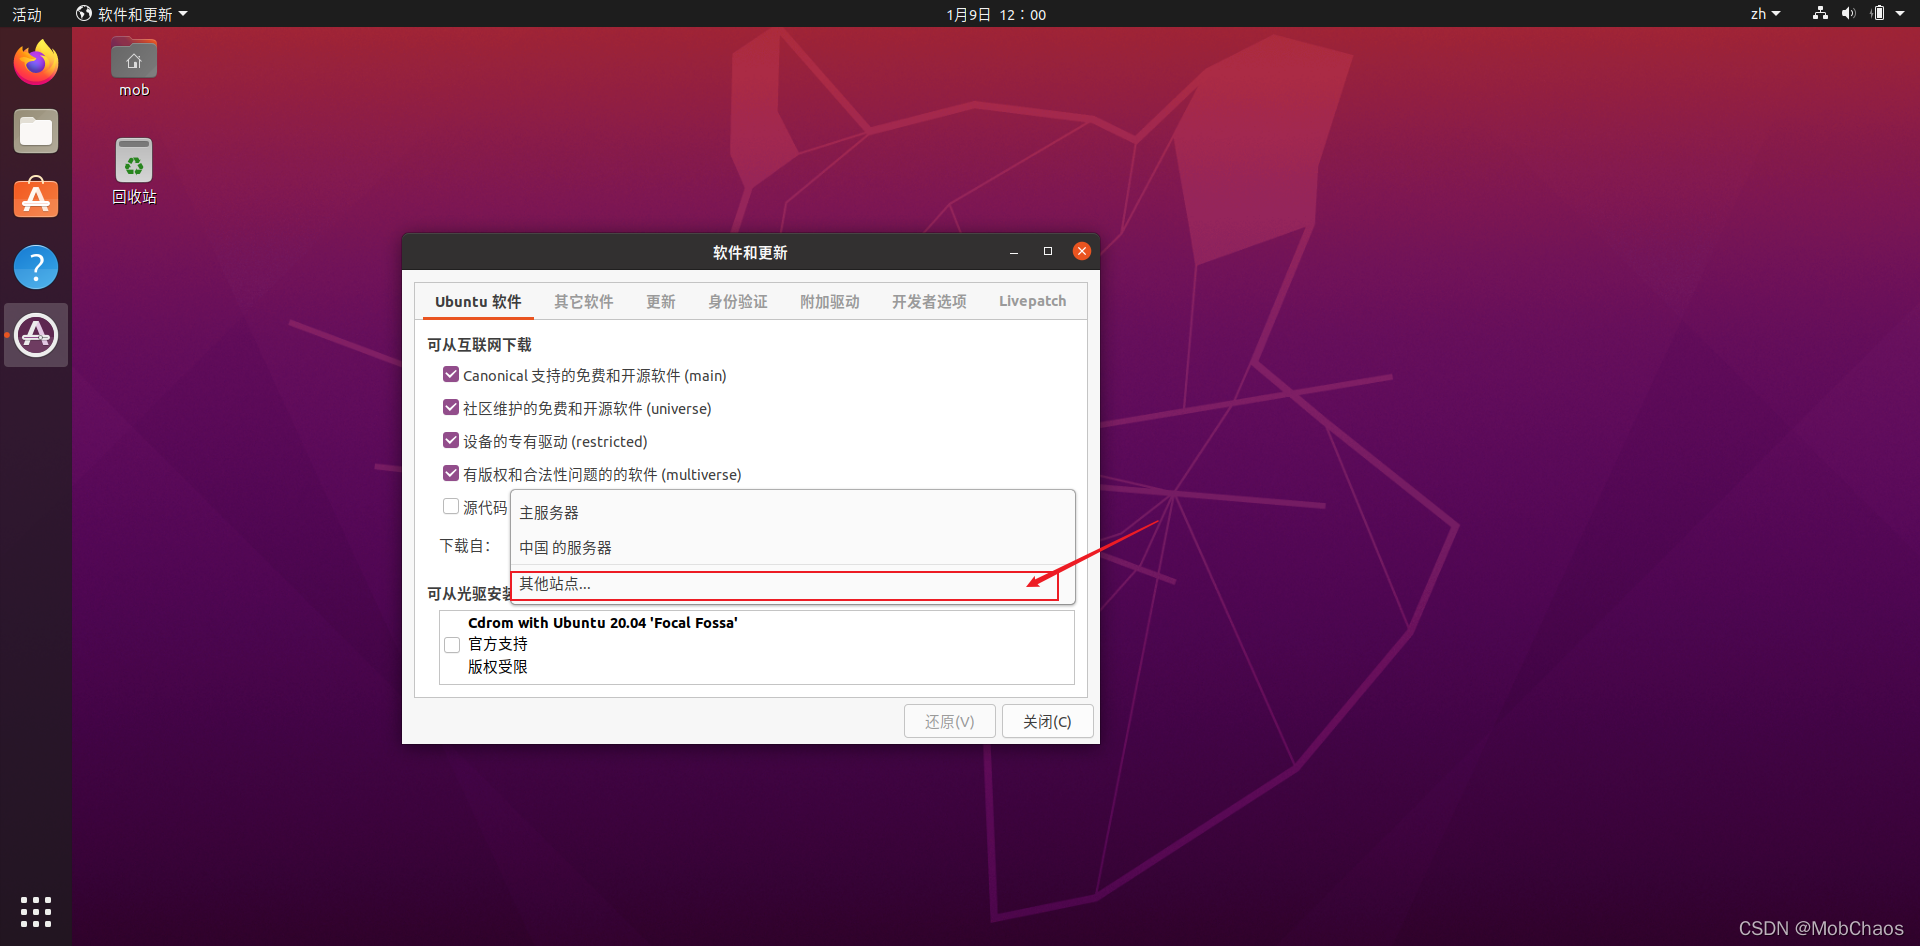 活动
软件和更新
1月9日 12：00
zh
mob
回收站
软件和更新
Ubuntu 软件
其它软件
更新
身份验证
附加驱动
开发者选项
Livepatch
可从互联网下载
Canonical 支持的免费和开源软件 (main)
社区维护的免费和开源软件 (universe)
设备的专有驱动 (restricted)
有版权和合法性问题的的软件 (multiverse)
源代码
主服务器
下载自：
中国 的服务器
其他站点...
可从光驱安装
Cdrom with Ubuntu 20.04 'Focal Fossa'
官方支持
版权受限
还原(V)
关闭(C)
CSDN @MobChaos